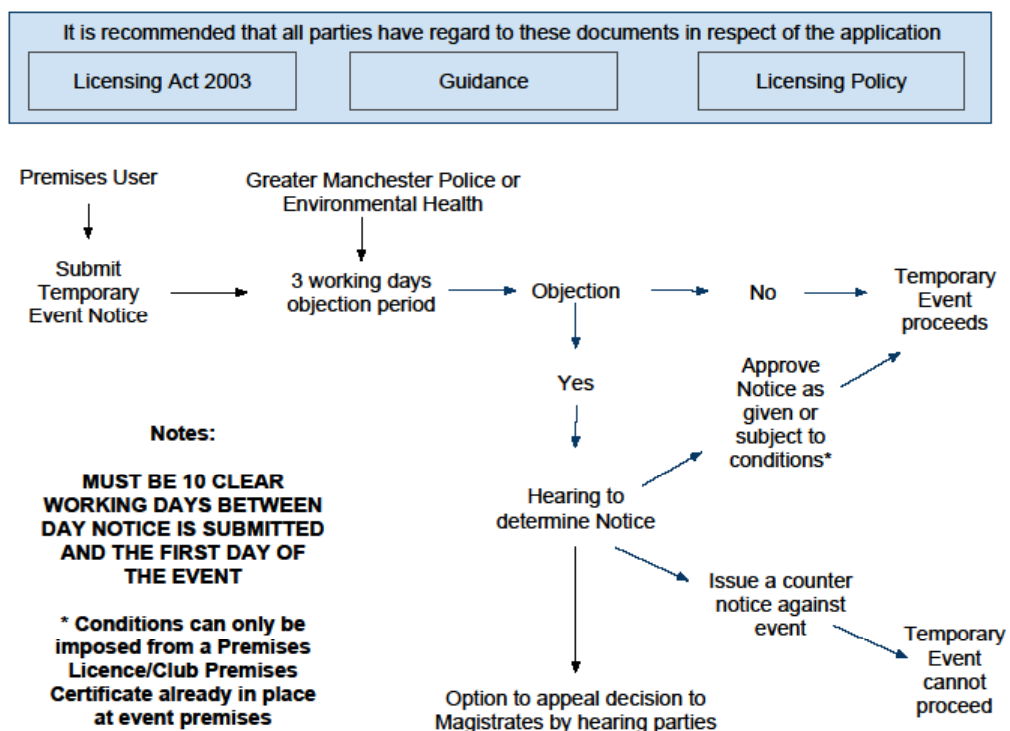 It is recommended that all parties have regard to these documents in respect of the application
Licensing Act 2003
Guidance
Licensing Policy
Premises User
Greater Manchester Police or
Environmental Health
Submit
Temporary
Event Notice
3 working days
objection period
Objection
No
Temporary
Event
proceeds
Yes
Approve
Notice as
given or
subject to
conditions*
Hearing to
determine Notice
Issue a counter
notice against
event
Temporary
Event
cannot
proceed
Option to appeal decision to
Magistrates by hearing parties
Notes:
MUST BE 10 CLEAR
WORKING DAYS BETWEEN
DAY NOTICE IS SUBMITTED
AND THE FIRST DAY OF
THE EVENT
* Conditions can only be
imposed from a Premises
Licence/Club Premises
Certificate already in place
at event premises